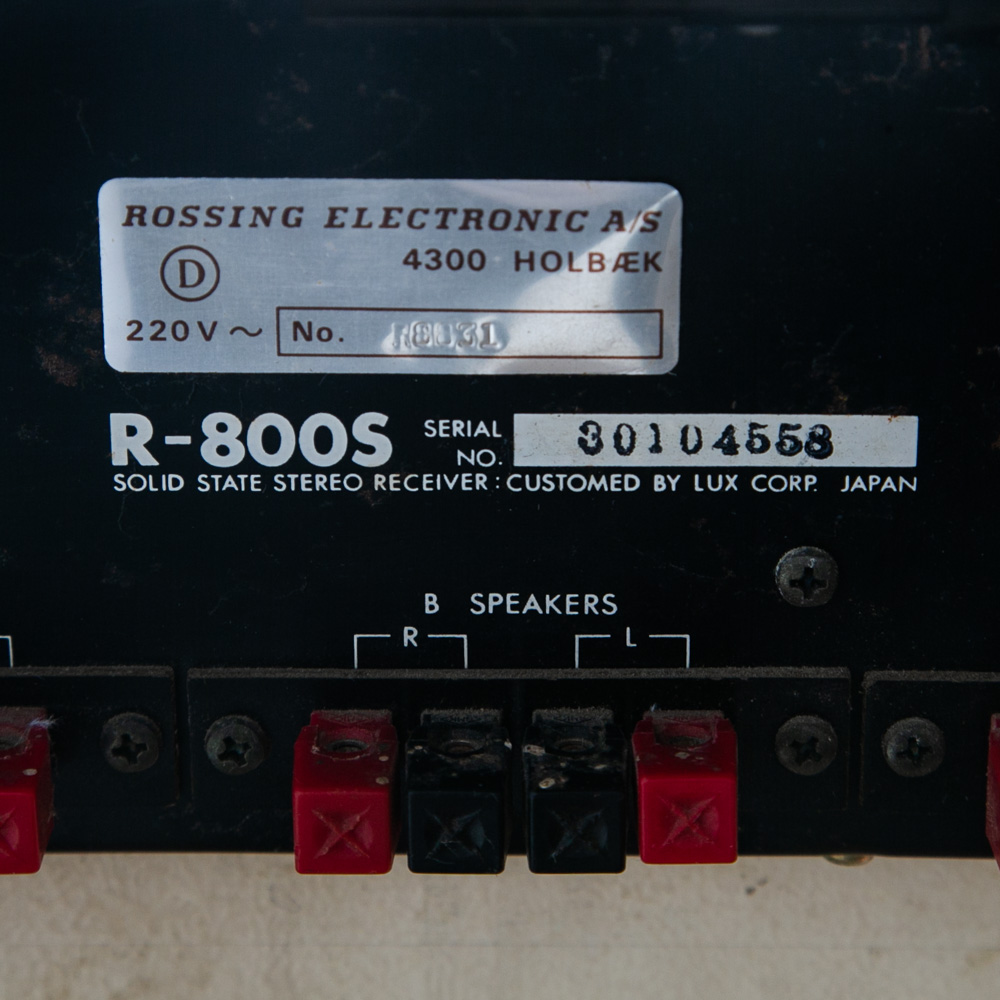 ROSSING ELECTRONIC A/S
D
4300 HOLBÆK
220V ~ No.
R-800S SERIAL NO. 30104558
SOLID STATE STEREO RECEIVER : CUSTOMED BY LUX CORP. JAPAN
B SPEAKERS
R L